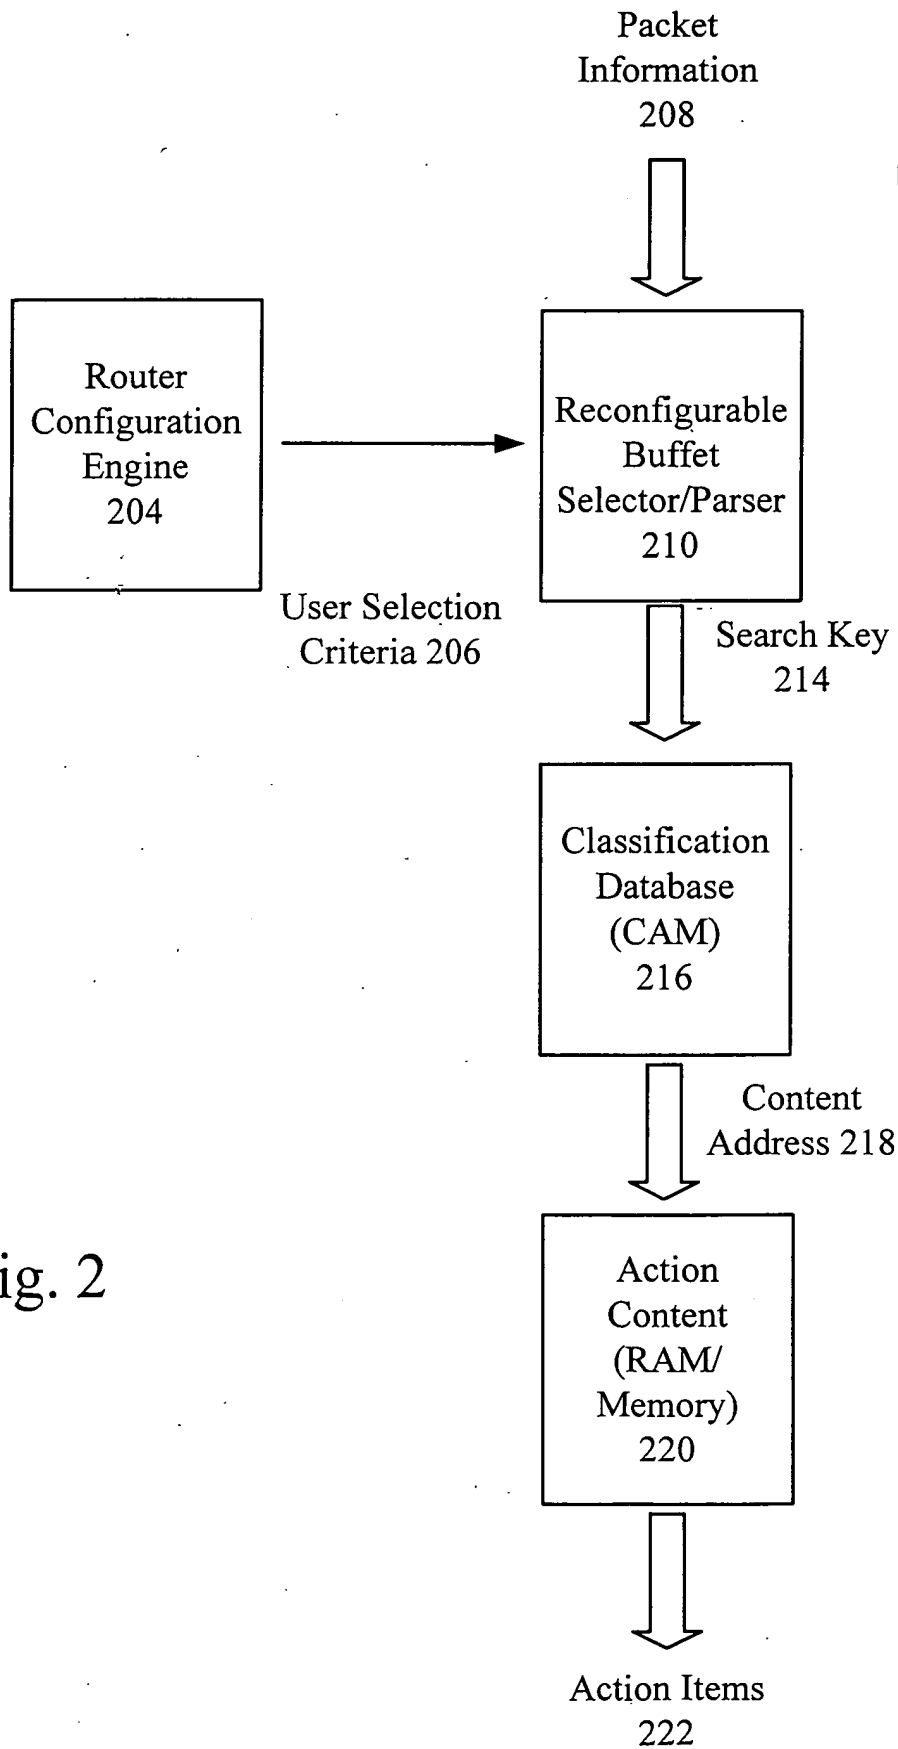 Packet
Information
208
Router
Configuration
Engine
204
Reconfigurable
Buffet
Selector/Parser
210
User Selection
Criteria 206
Search Key
214
Classification
Database
(CAM)
216
Content
Address 218
ig. 2
Action
Content
(RAM/
Memory)
220
Action Items
222